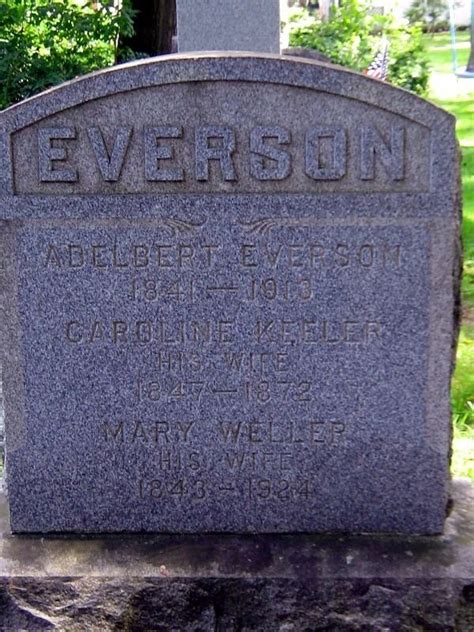 EVERSON
ADELBERT EVERSON
1841—1913
CAROLINE KEELER
HIS WIFE
1847—1872
MARY WELLER
HIS WIFE
1843-1924